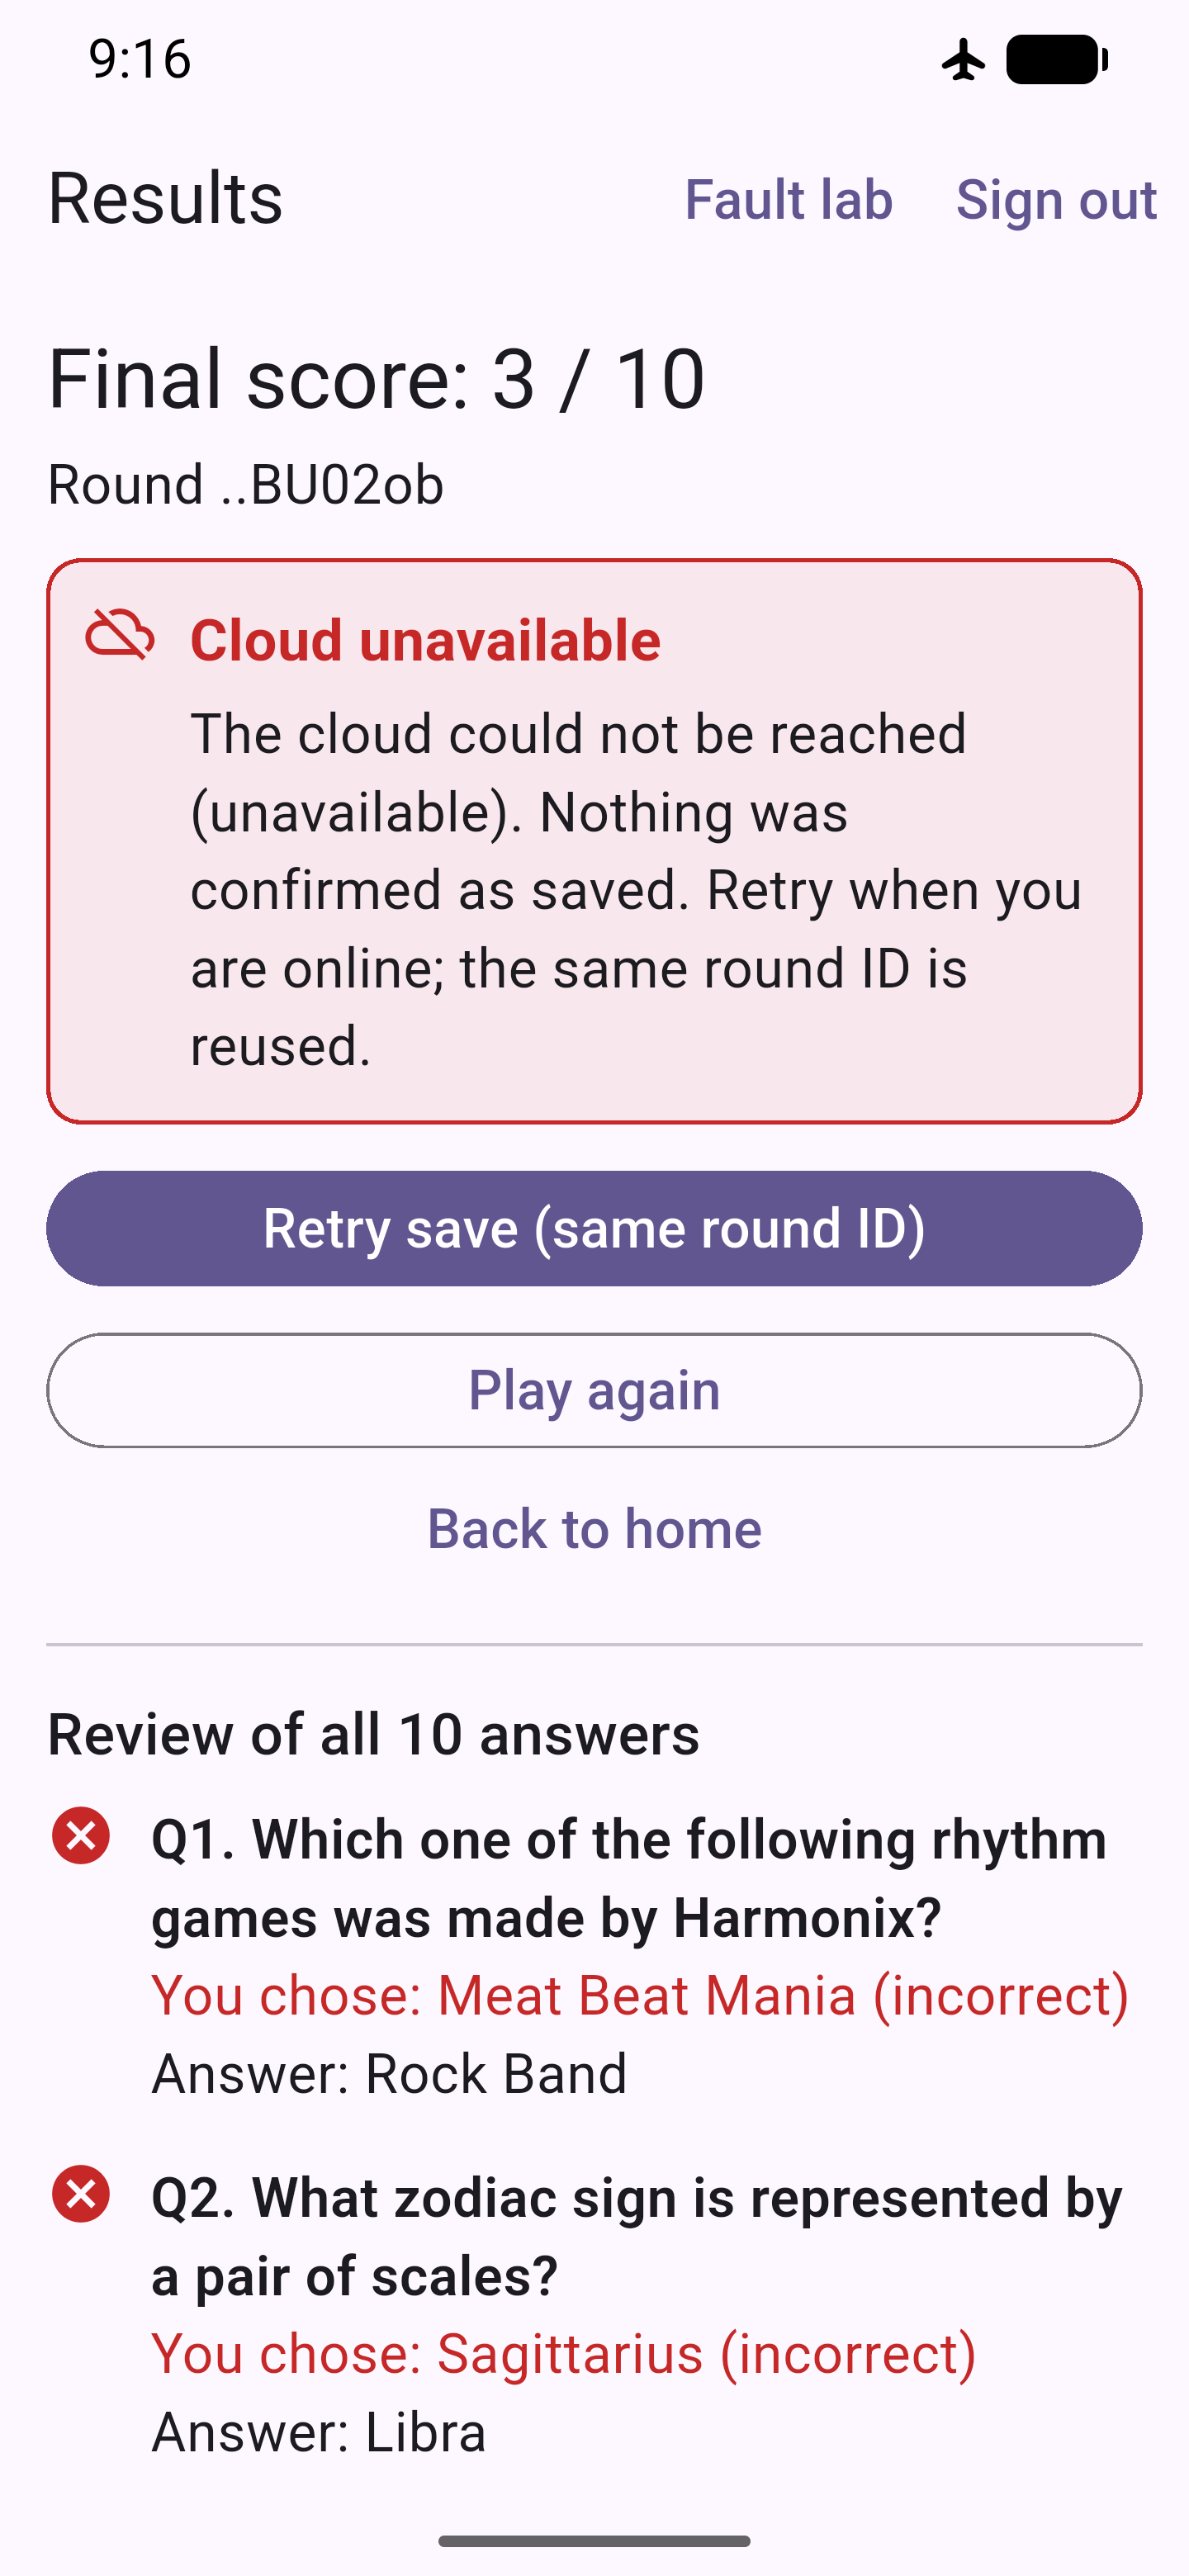 9:16
Results
Fault lab
Sign out
Final score: 3 / 10
Round ..BU02ob
Cloud unavailable
The cloud could not be reached
(unavailable). Nothing was
confirmed as saved. Retry when you
are online; the same round ID is
reused.
Retry save (same round ID)
Play again
Back to home
Review of all 10 answers
Q1. Which one of the following rhythm
games was made by Harmonix?
You chose: Meat Beat Mania (incorrect)
Answer: Rock Band
Q2. What zodiac sign is represented by
a pair of scales?
You chose: Sagittarius (incorrect)
Answer: Libra